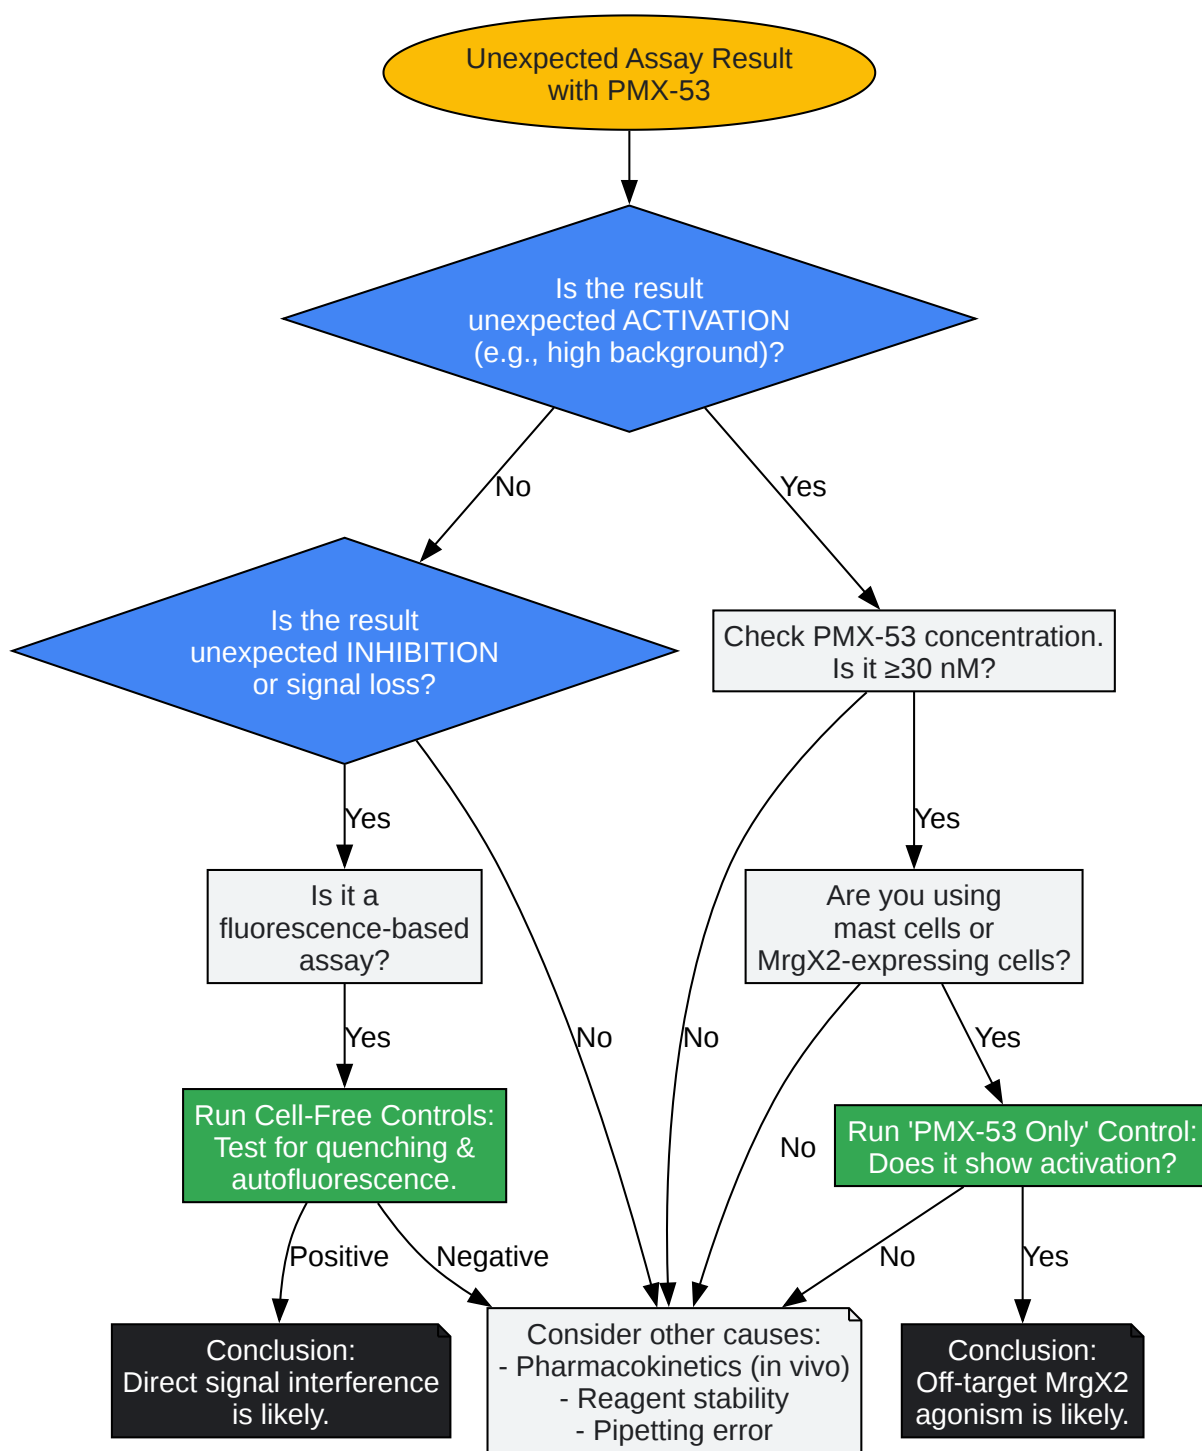 Unexpected Assay Result
with PMX-53
Is the result
unexpected ACTIVATION
(e.g., high background)?
No
Yes
Is the result
unexpected INHIBITION
or signal loss?
Check PMX-53 concentration.
Is it ≥30 nM?
Yes
Yes
Is it a
fluorescence-based
assay?
Are you using
mast cells or
MrgX2-expressing cells?
Yes
No
No
Yes
Run Cell-Free Controls:
Test for quenching &
autofluorescence.
No
Run 'PMX-53 Only' Control:
Does it show activation?
Positive
Negative
No
Yes
Conclusion:
Direct signal interference
is likely.
Consider other causes:
- Pharmacokinetics (in vivo)
- Reagent stability
- Pipetting error
Conclusion:
Off-target MrgX2
agonism is likely.